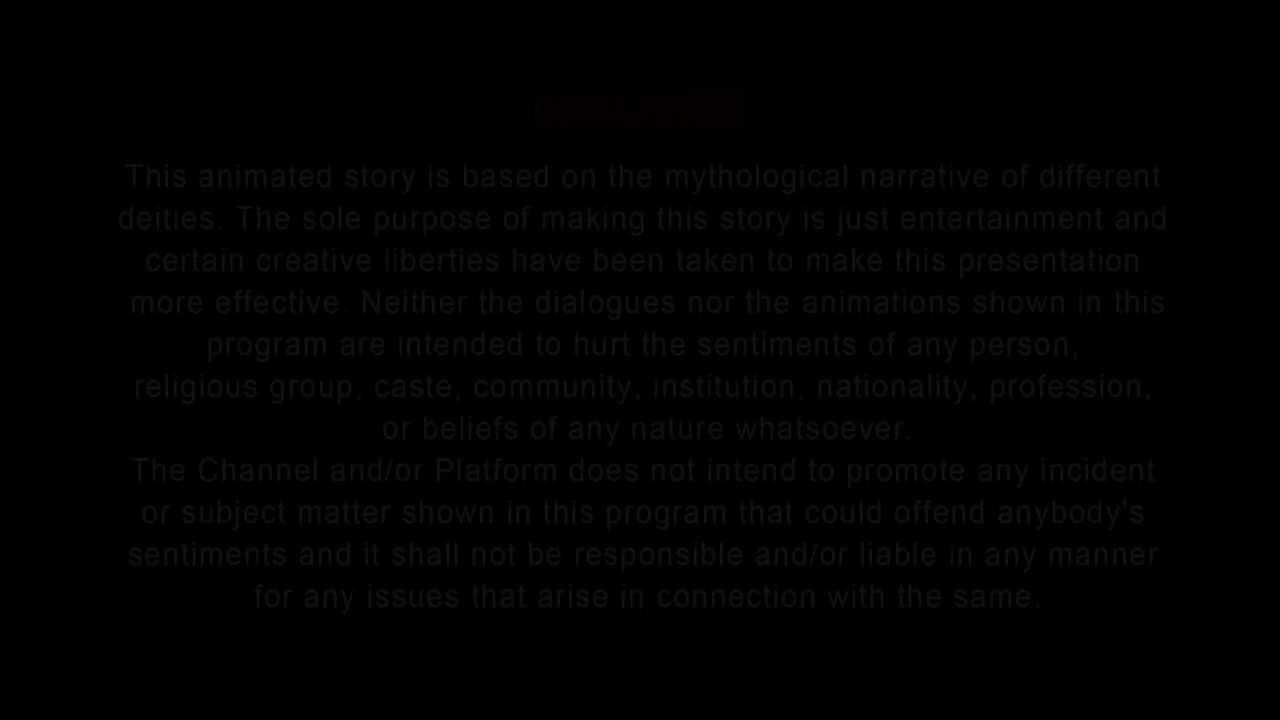 This animated story is based on the mythological narrative of different
deities. The sole purpose of making this story is just entertainment and
certain creative liberties have been taken to make this presentation
more effective. Neither the dialogues nor the animations shown in this
program are intended to hurt the sentiments of any person,
religious group, caste, community, institution, nationality, profession,
or beliefs of any nature whatsoever.
The Channel and/or Platform does not intend to promote any incident
or subject matter shown in this program that could offend anybody's
sentiments and it shall not be responsible and/or liable in any manner
for any issues that arise in connection with the same.